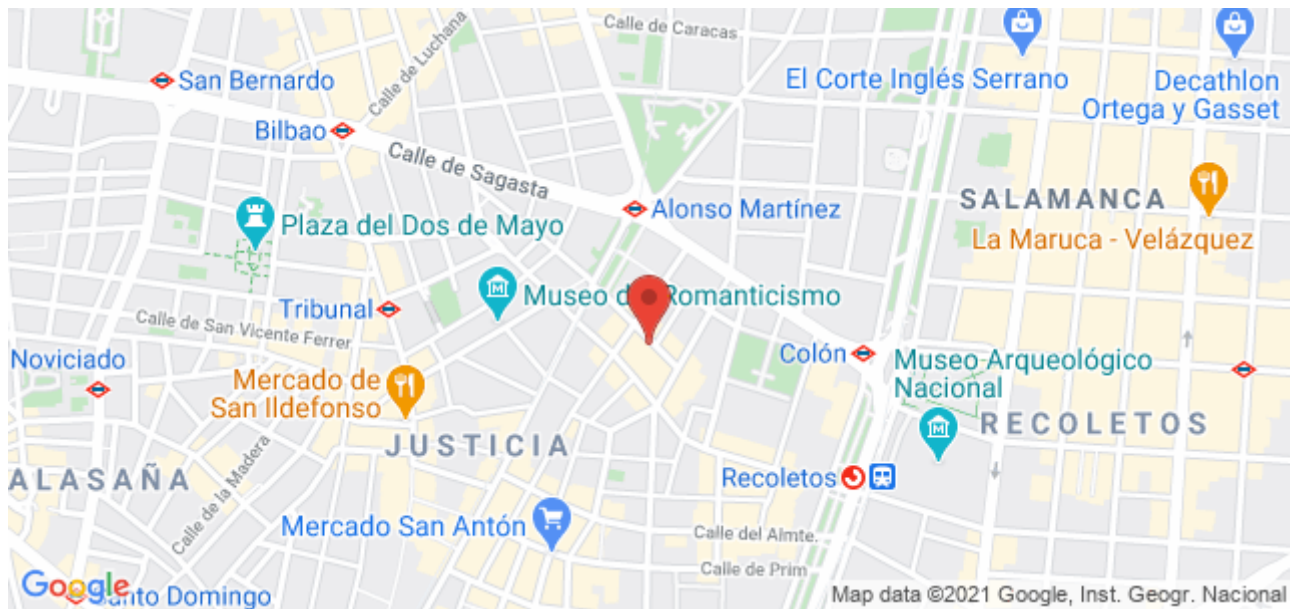 Calle de Caracas
El Corte Inglés Serrano
Decathlon
Ortega y Gasset
San Bernardo
Calle de Luchana
Bilbao
Calle de Sagasta
SALAMANCA
Alonso Martínez
Plaza del Dos de Mayo
La Maruca - Velázquez
Museo d Romanticismo
Tribunal
Calle de San Vicente Ferrer
Noviciado
Colón
Museo Arqueológico
Nacional
Mercado de
San Ildefonso
RECOLETOS
JUSTICIA
ALASAÑA
Calle de la Madera
Recoletos
Mercado San Antón
Calle del Almte.
Calle de Prim
Google
anto Domingo
Map data ©2021 Google, Inst. Geogr. Nacional